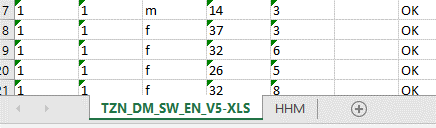 7 1 1 m 14 3 OK
8 1 1 f 37 3 OK
9 1 1 f 32 6 OK
20 1 1 f 26 5 OK
21 1 1 f 32 8 OK
TZN_DM_SW_EN_V5-XLS HHM